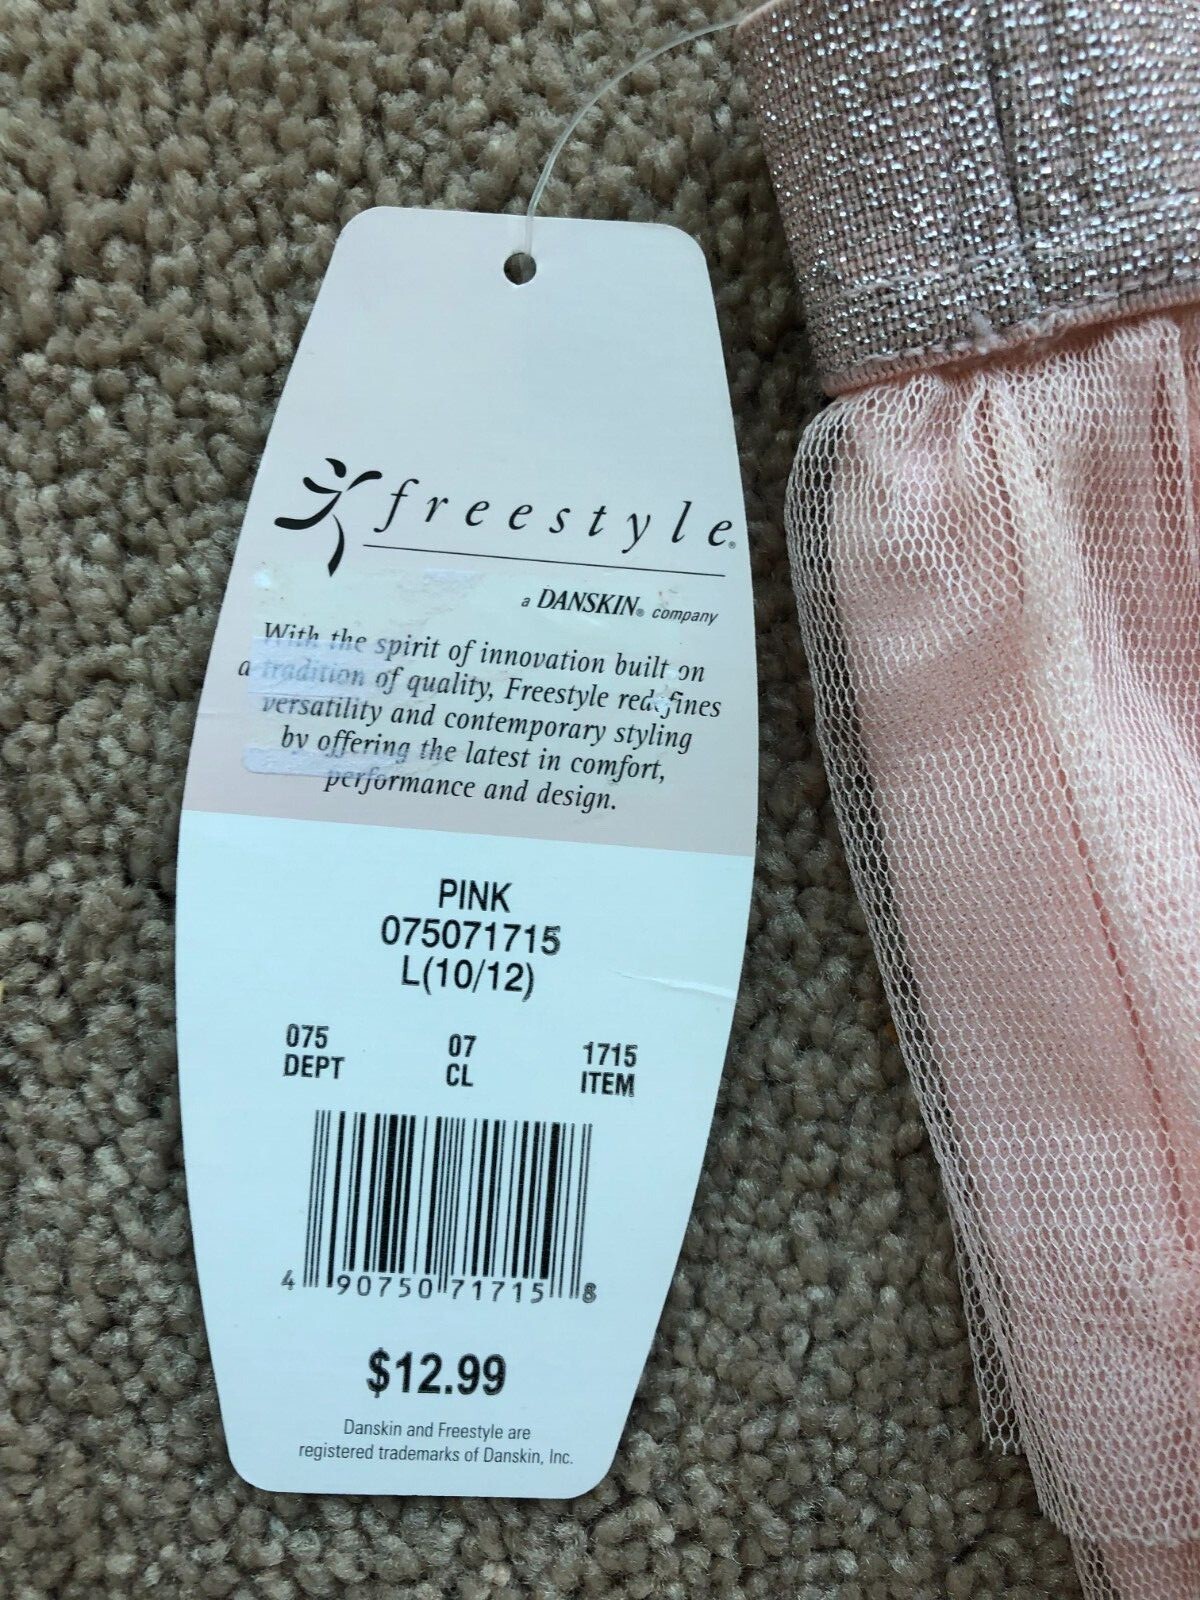 freestyle®
a DANSKIN® company
With the spirit of innovation built on
a tradition of quality, Freestyle redefines
versatility and contemporary styling
by offering the latest in comfort,
performance and design.
PINK
075071715
L(10/12)
075 07 1715
DEPT CL ITEM
4 90750 71715 8
$12.99
Danskin and Freestyle are
registered trademarks of Danskin, Inc.